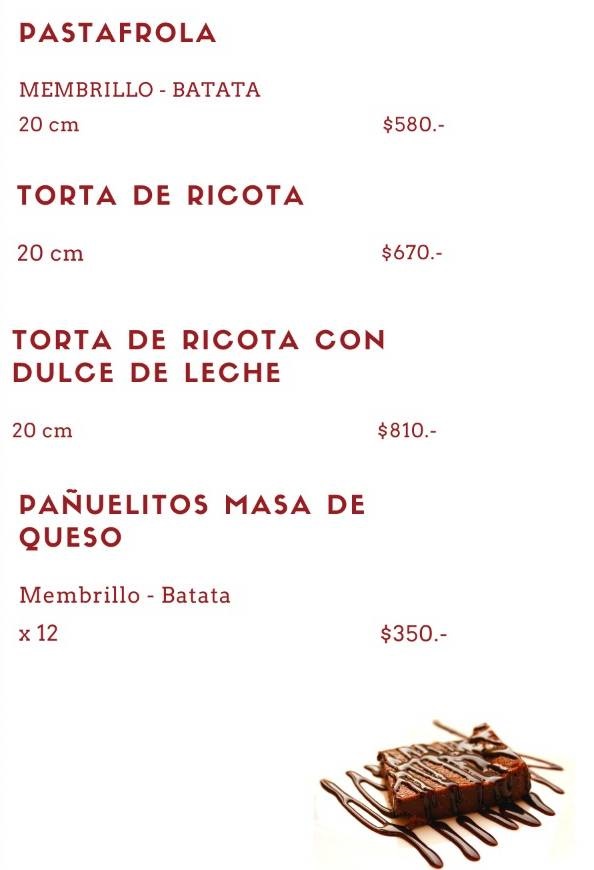 PASTAFROLA
MEMBRILLO - BATATA
20 cm $580.-
TORTA DE RICOTA
20 cm $670.-
TORTA DE RICOTA CON
DULCE DE LECHE
20 cm $810.-
PAÑUELITOS MASA DE
QUESO
Membrillo - Batata
x 12 $350.-